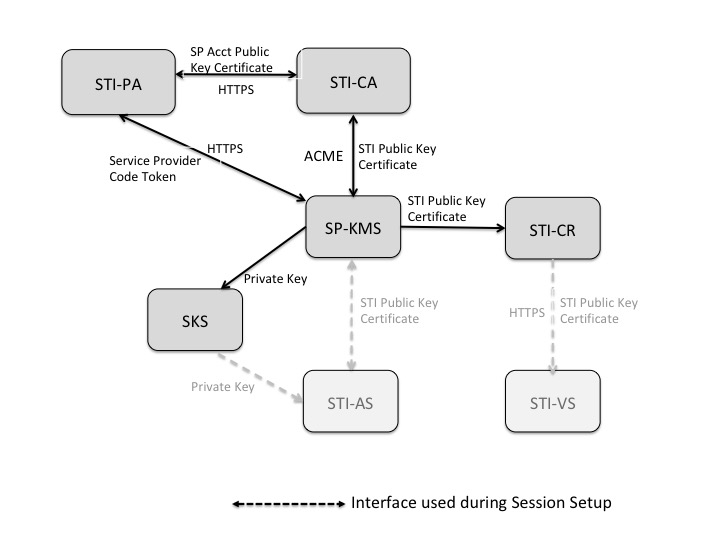 SP Acct Public
Key Certificate
STI-PA
STI-CA
HTTPS
HTTPS
Service Provider
Code Token
ACME
STI Public Key
Certificate
STI Public Key
Certificate
SP-KMS
STI-CR
Private Key
SKS
STI Public Key
Certificate
HTTPS
STI Public Key
Certificate
Private Key
STI-AS
STI-VS
Interface used during Session Setup